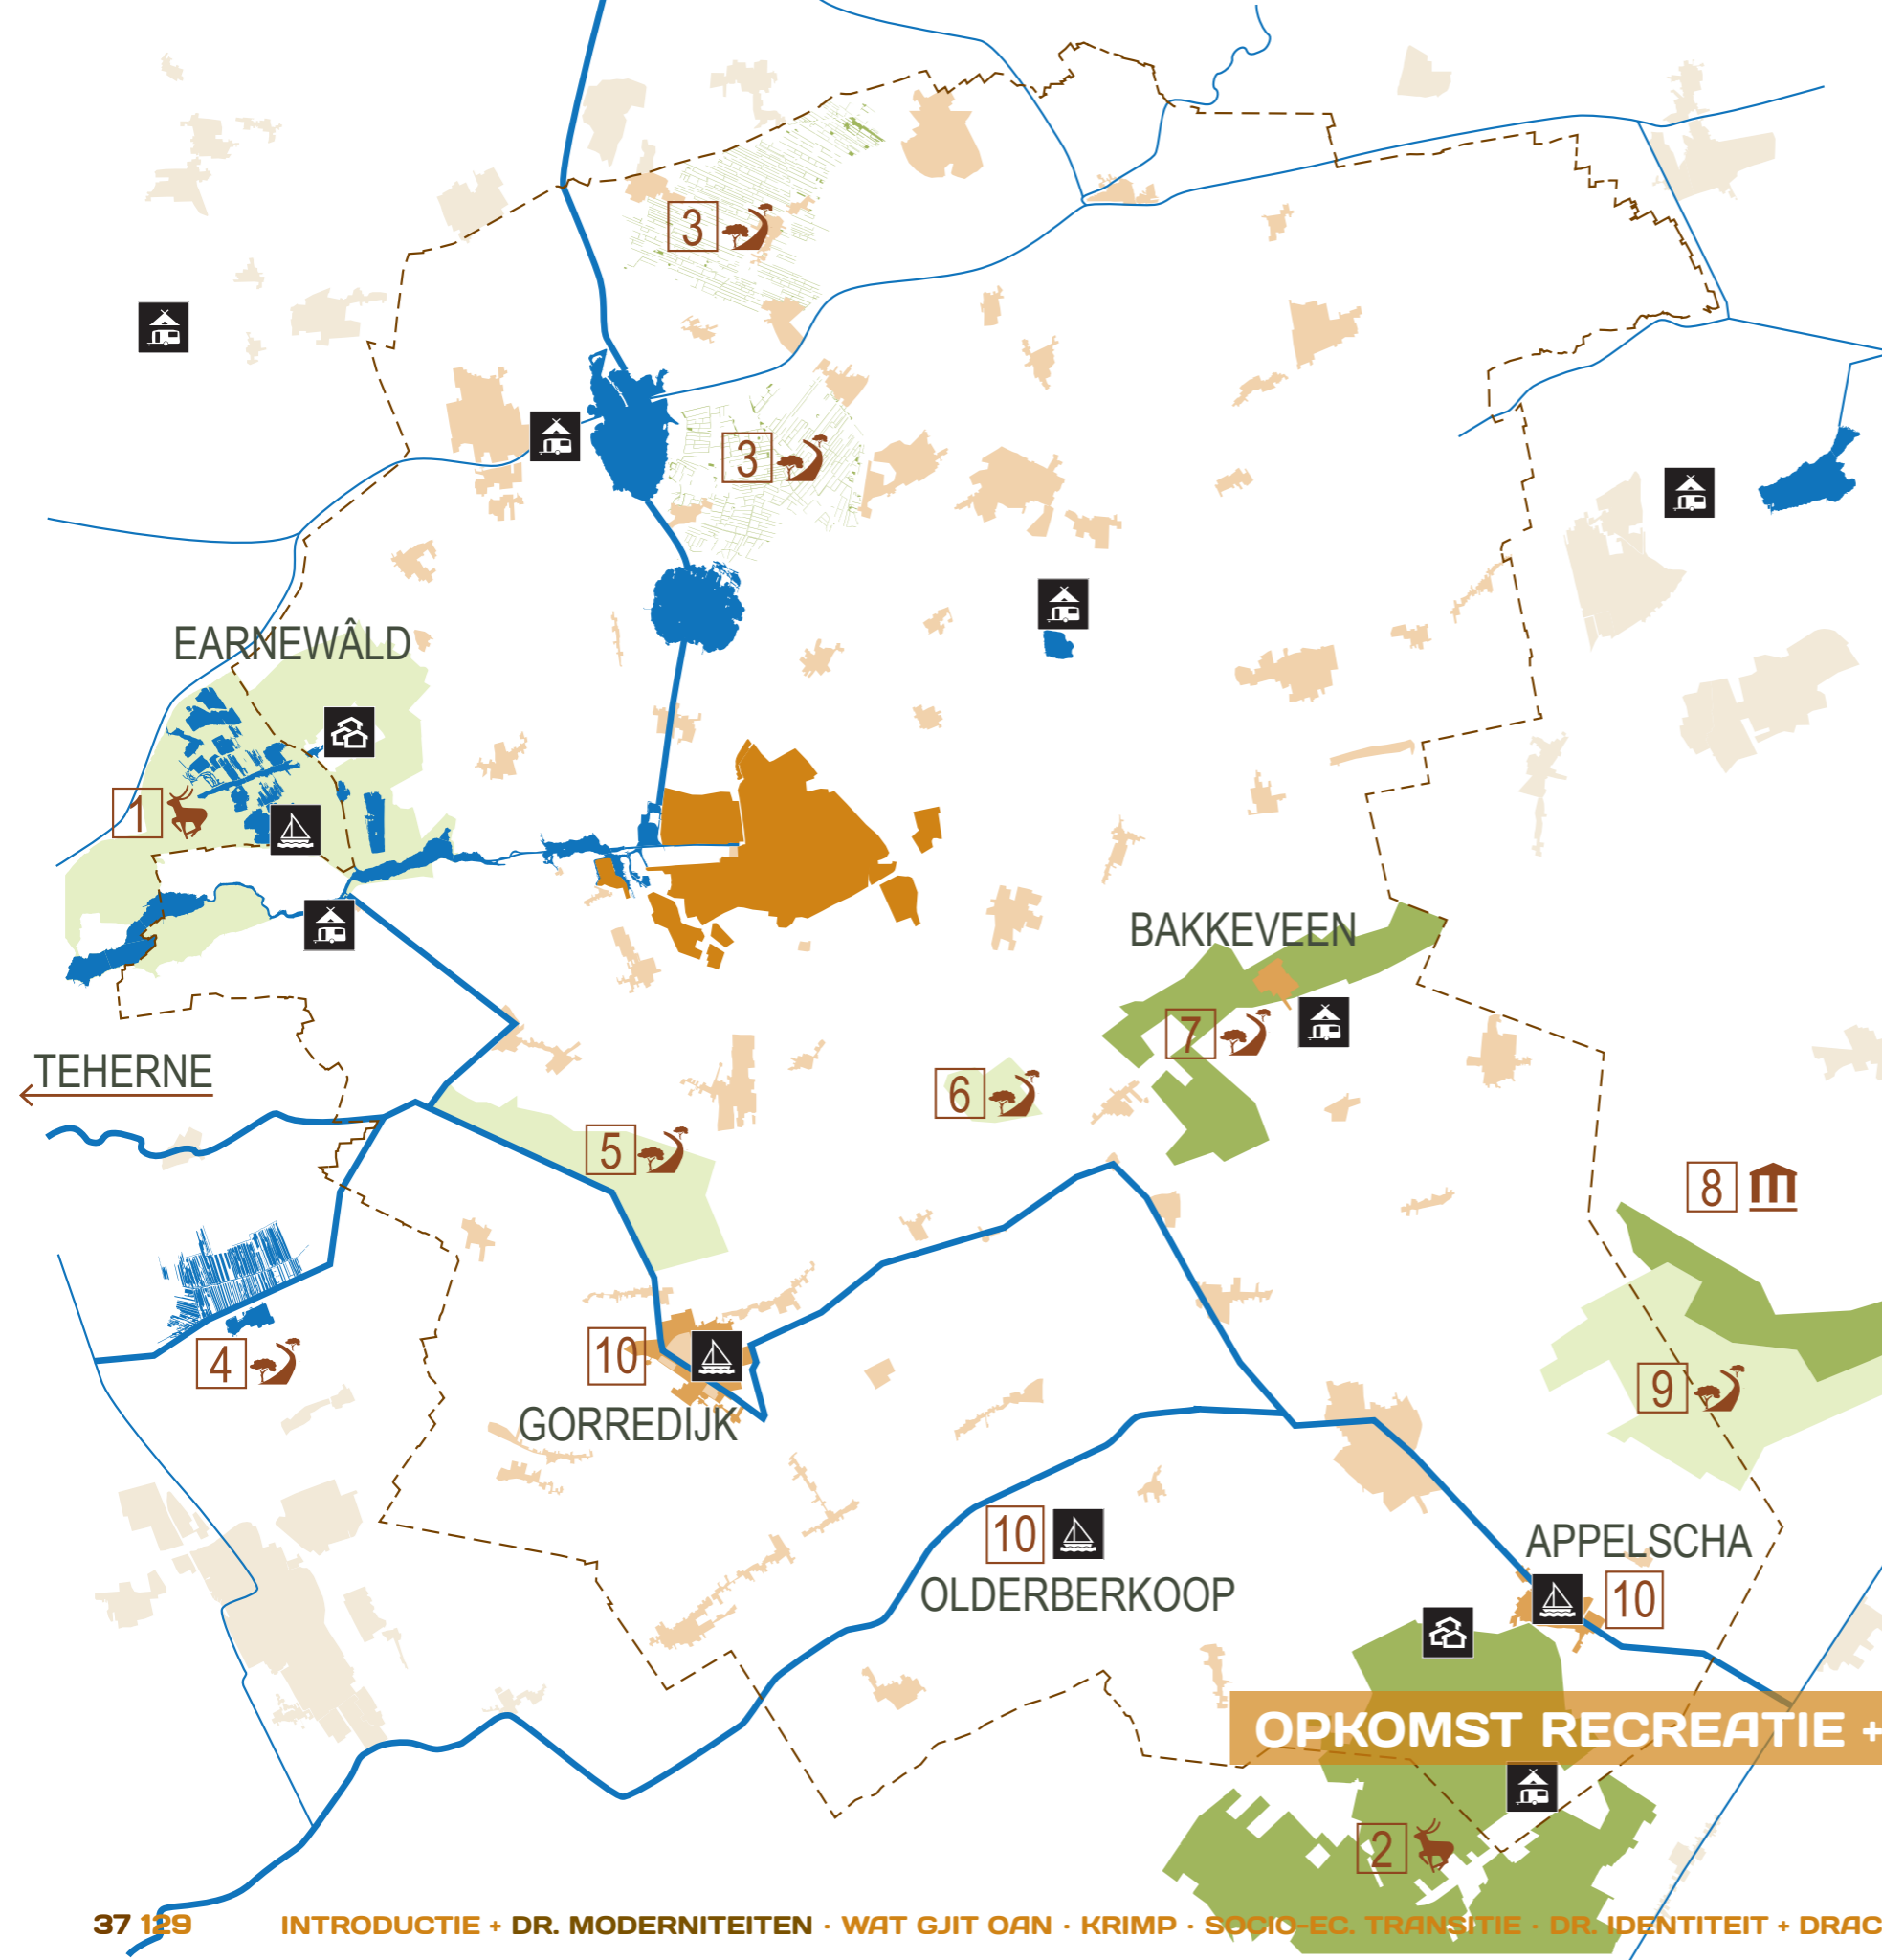 3
3
EARNEWÂLD
1
BAKKEVEEN
7
TEHERNE
6
5
8
10
4
9
GORREDIJK
10
OLDERBERKOOP
APPELSCHA
10
OPKOMST RECREATIE +
2
37 129 INTRODUCTIE + DR. MODERNITEITEN · WAT GJIT OAN · KRIMP · SOCIO-EC. TRANSITIE · DR. IDENTITEIT + DRAC